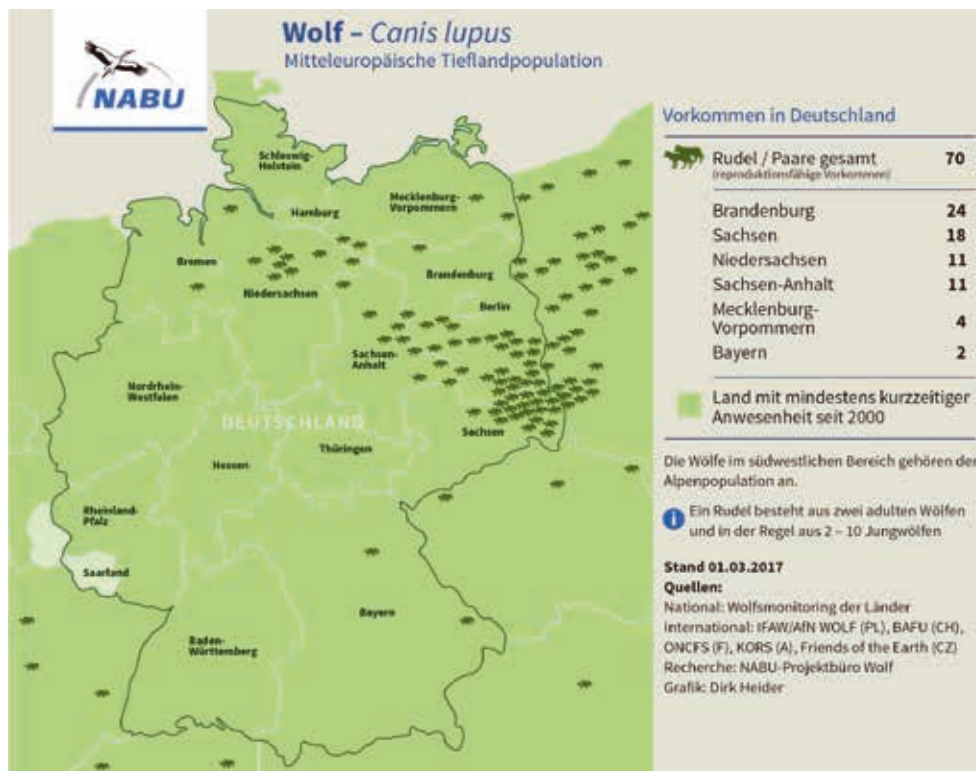 NABU
Wolf – Canis lupus
Mitteleuropäische Tieflandpopulation
Schleswig-
Holstein
Hamburg
Mecklenburg-
Vorpommern
Bremen
Niedersachsen
Brandenburg
Berlin
Sachsen-
Anhalt
Nordrhein-
Westfalen
DEUTSCHLAND
Sachsen
Thüringen
Hessen
Rheinland-
Pfalz
Saarland
Bayern
Baden-
Württemberg
Vorkommen in Deutschland
Rudel / Paare gesamt 70
(reproduktionsfähige Vorkommen)
Brandenburg 24
Sachsen 18
Niedersachsen 11
Sachsen-Anhalt 11
Mecklenburg-
Vorpommern 4
Bayern 2
Land mit mindestens kurzzeitiger
Anwesenheit seit 2000
Die Wölfe im südwestlichen Bereich gehören der
Alpenpopulation an.
i Ein Rudel besteht aus zwei adulten Wölfen
und in der Regel aus 2 – 10 Jungwölfen
Stand 01.03.2017
Quellen:
National: Wolfsmonitoring der Länder
International: IFAW/AfN WOLF (PL), BAFU (CH),
ONCFS (F), KORS (A), Friends of the Earth (CZ)
Recherche: NABU-Projektbüro Wolf
Grafik: Dirk Heider